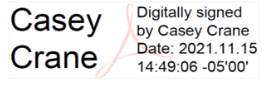 Casey
Crane
Digitally signed
by Casey Crane
Date: 2021.11.15
14:49:06 -05'00'